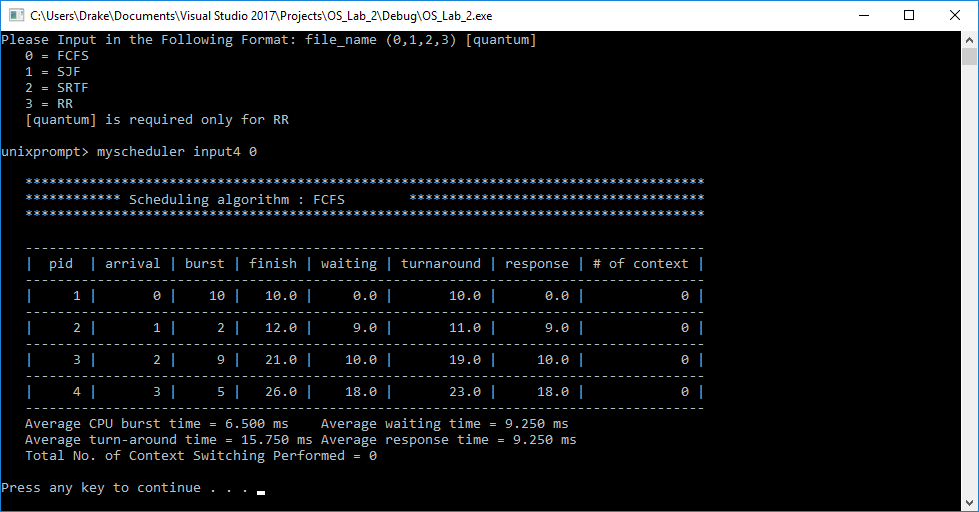 C:\Users\Drake\Documents\Visual Studio 2017\Projects\OS_Lab_2\Debug\OS_Lab_2.exe
Please Input in the Following Format: file_name (0,1,2,3) [quantum]
   0 = FCFS
   1 = SJF
   2 = SRTF
   3 = RR
   [quantum] is required only for RR
unixprompt> myscheduler input4 0
   *************************************************************************************
   ************ Scheduling algorithm : FCFS        *************************************
   *************************************************************************************
   -------------------------------------------------------------------------------------
   |  pid  | arrival | burst | finish | waiting | turnaround | response | # of context |
   -------------------------------------------------------------------------------------
   |     1 |       0 |    10 |   10.0 |     0.0 |       10.0 |      0.0 |            0 |
   -------------------------------------------------------------------------------------
   |     2 |       1 |     2 |   12.0 |     9.0 |       11.0 |      9.0 |            0 |
   -------------------------------------------------------------------------------------
   |     3 |       2 |     9 |   21.0 |    10.0 |       19.0 |     10.0 |            0 |
   -------------------------------------------------------------------------------------
   |     4 |       3 |     5 |   26.0 |    18.0 |       23.0 |     18.0 |            0 |
   -------------------------------------------------------------------------------------
   Average CPU burst time = 6.500 ms    Average waiting time = 9.250 ms
   Average turn-around time = 15.750 ms Average response time = 9.250 ms
   Total No. of Context Switching Performed = 0
Press any key to continue . . .